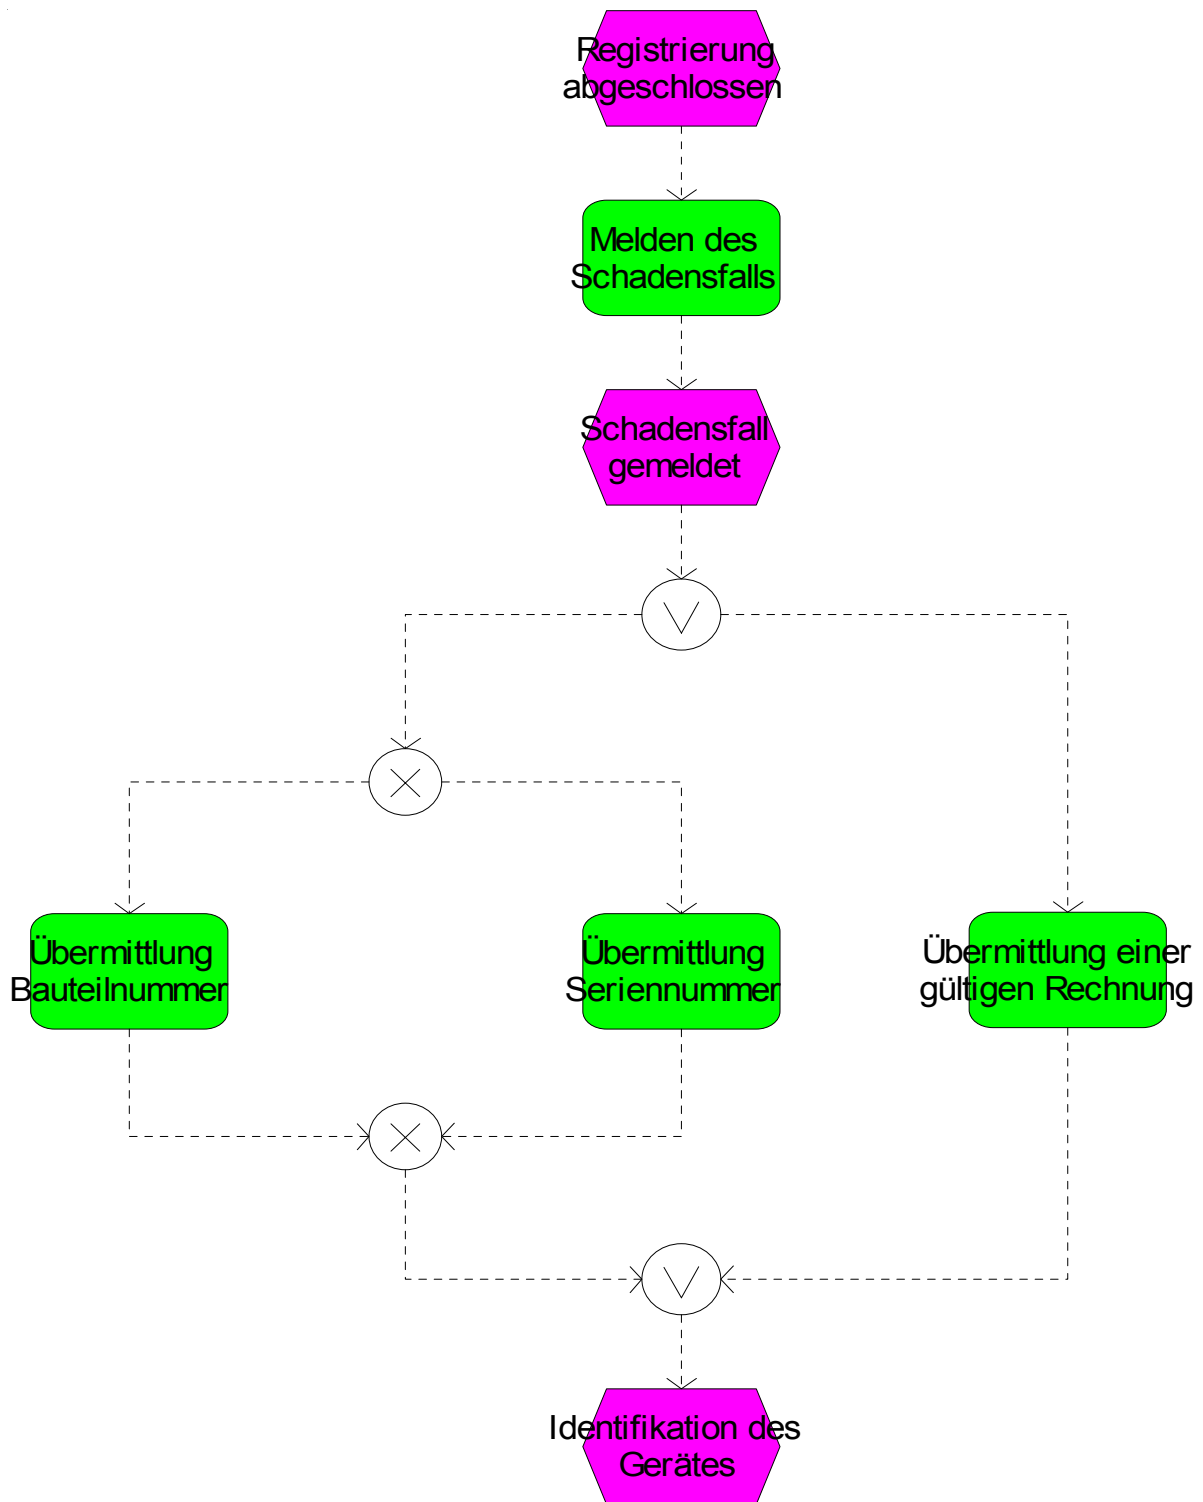 Registrierung
abgeschlossen
Melden des
Schadensfalls
Schadensfall
gemeldet
Übermittlung
Bauteilnummer
Übermittlung
Seriennummer
Übermittlung einer
gültigen Rechnung
Identifikation des
Gerätes